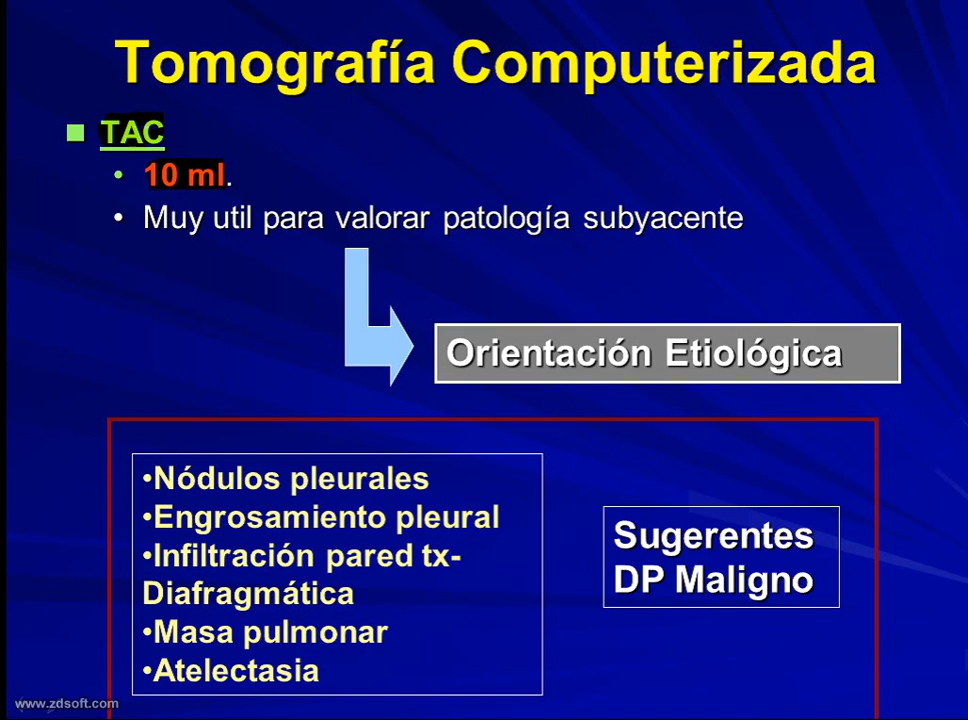 Tomografía Computerizada
TAC
• 10 ml.
• Muy util para valorar patología subyacente
Orientación Etiológica
•Nódulos pleurales
•Engrosamiento pleural
•Infiltración pared tx-
Diafragmática
•Masa pulmonar
•Atelectasia
Sugerentes
DP Maligno
www.zdsoft.com